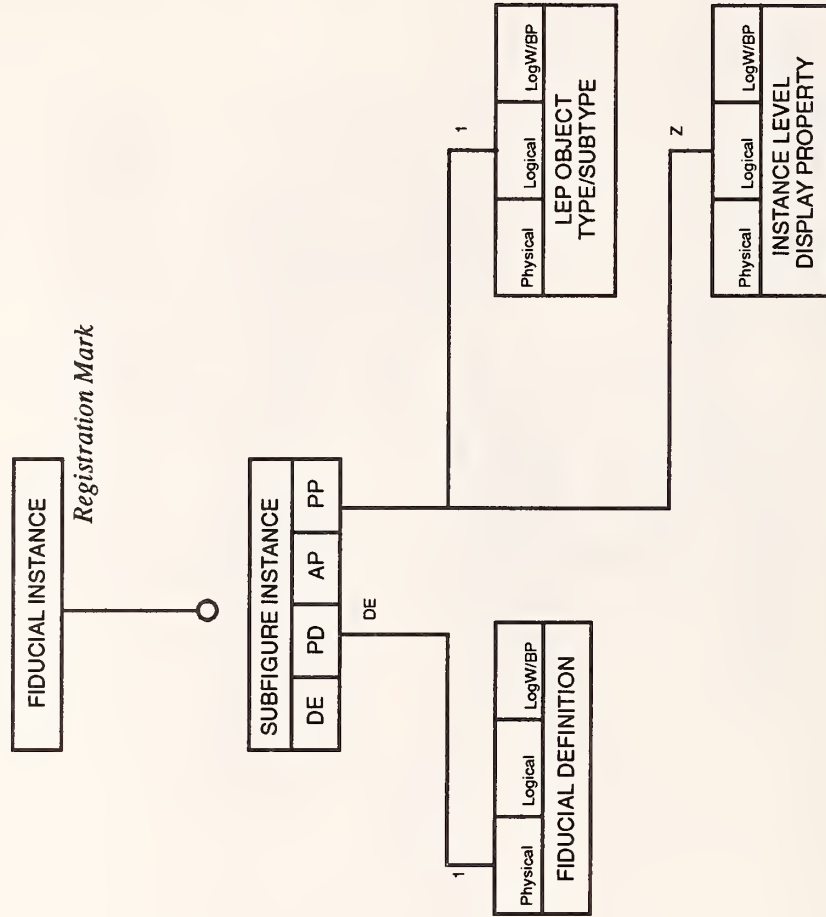 FIDUCIAL INSTANCE
Registration Mark
SUBFIGURE INSTANCE
DE PD AP PP
DE
1
1
Z
Physical Logical LogW/BP
FIDUCIAL DEFINITION
Physical Logical LogW/BP
LEP OBJECT
TYPE/SUBTYPE
Physical Logical LogW/BP
INSTANCE LEVEL
DISPLAY PROPERTY